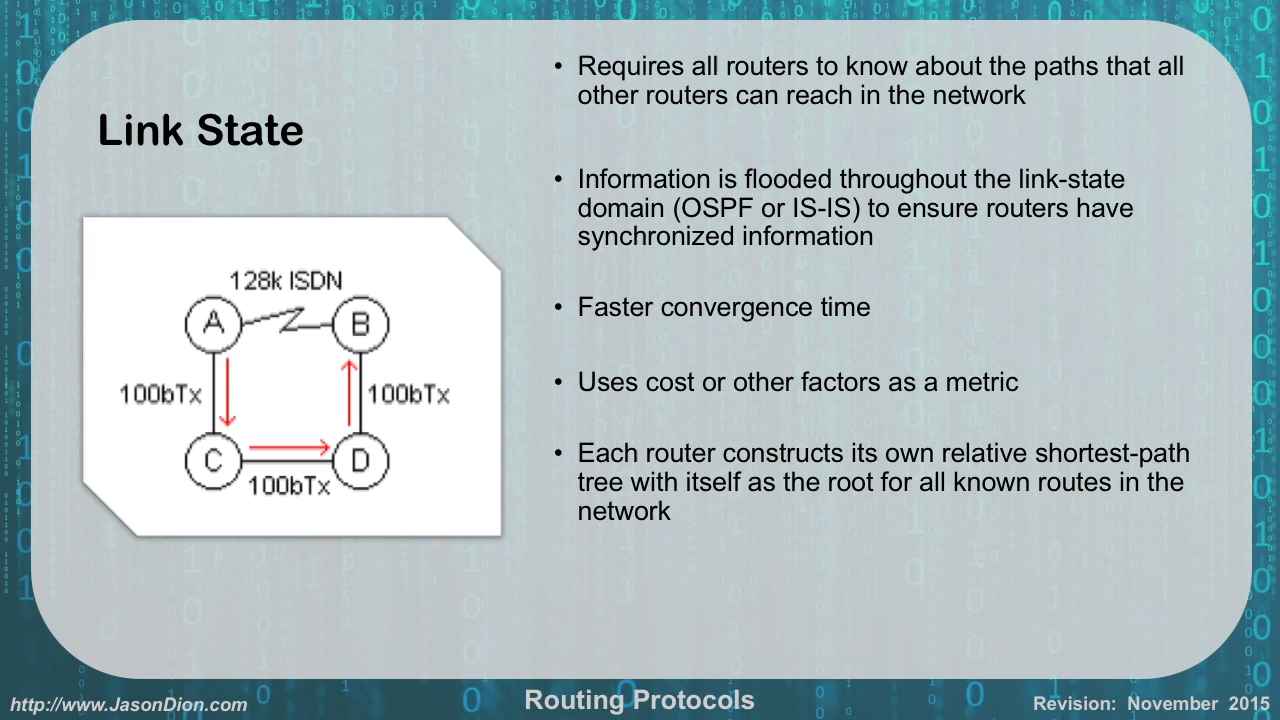 Link State
128k ISDN
A
B
100bTx
100bTx
C
D
100bTx
• Requires all routers to know about the paths that all
other routers can reach in the network
• Information is flooded throughout the link-state
domain (OSPF or IS-IS) to ensure routers have
synchronized information
• Faster convergence time
• Uses cost or other factors as a metric
• Each router constructs its own relative shortest-path
tree with itself as the root for all known routes in the
network
http://www.JasonDion.com
Routing Protocols
Revision: November 2015